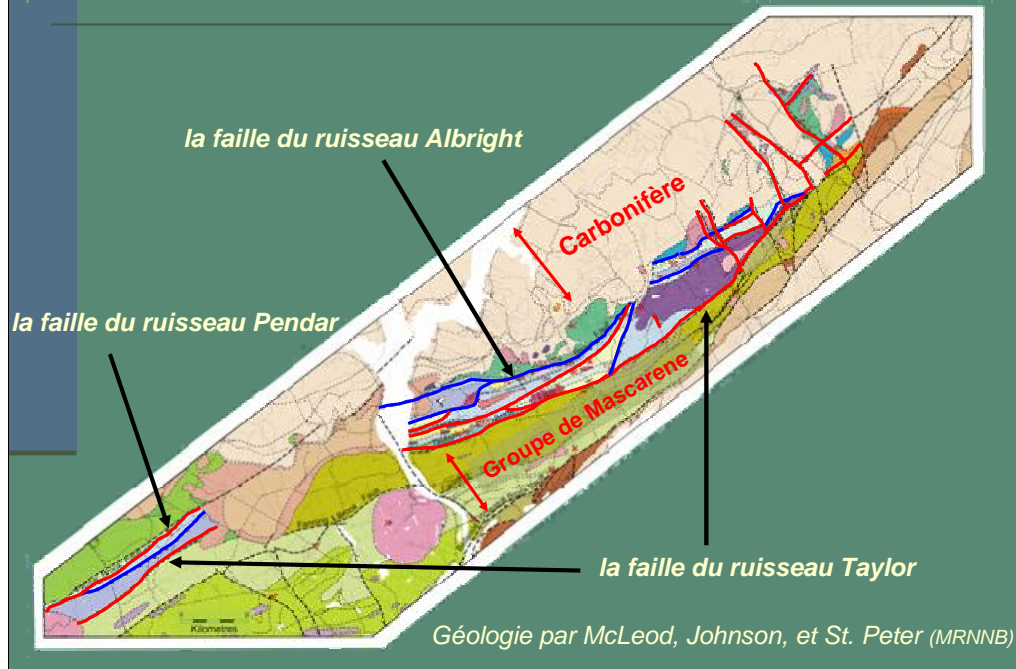 la faille du ruisseau Albright
Carbonifère
la faille du ruisseau Pendar
Groupe de Mascarene
Kilometres
la faille du ruisseau Taylor
Géologie par McLeod, Johnson, et St. Peter (MRNNB)